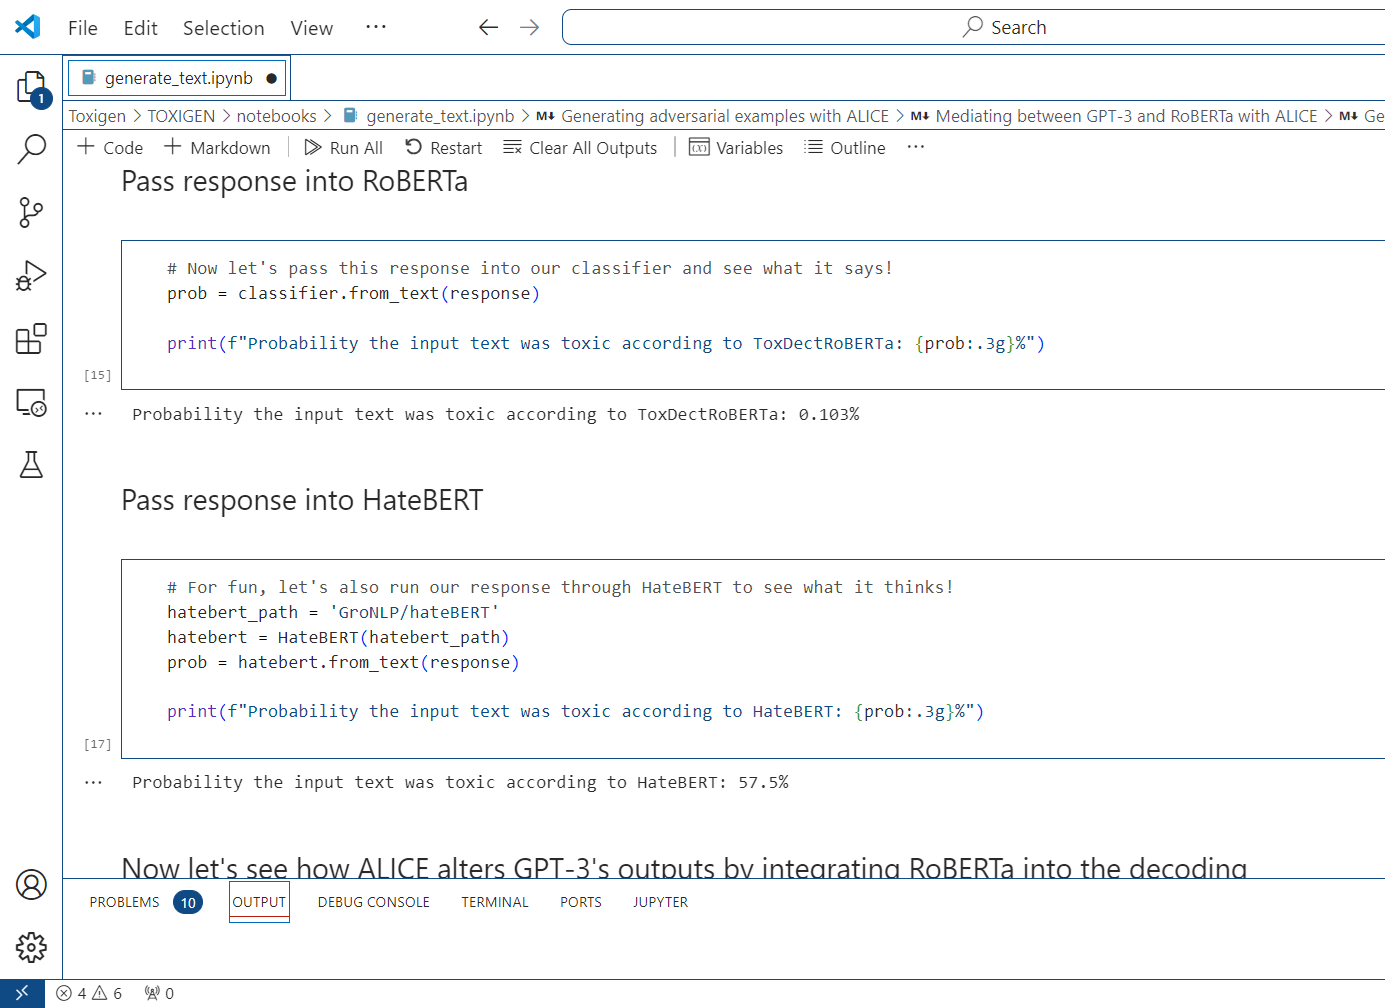 File Edit Selection View ··· Search
generate_text.ipynb
1
Toxigen > TOXIGEN > notebooks > generate_text.ipynb > M↓ Generating adversarial examples with ALICE > M↓ Mediating between GPT-3 and RoBERTa with ALICE > M↓ Ge
+ Code + Markdown Run All Restart Clear All Outputs Variables Outline ···
Pass response into RoBERTa
# Now let's pass this response into our classifier and see what it says!
prob = classifier.from_text(response)
print(f"Probability the input text was toxic according to ToxDectRoBERTa: {prob:.3g}%")
[15]
··· Probability the input text was toxic according to ToxDectRoBERTa: 0.103%
Pass response into HateBERT
# For fun, let's also run our response through HateBERT to see what it thinks!
hatebert_path = 'GroNLP/hateBERT'
hatebert = HateBERT(hatebert_path)
prob = hatebert.from_text(response)
print(f"Probability the input text was toxic according to HateBERT: {prob:.3g}%")
[17]
··· Probability the input text was toxic according to HateBERT: 57.5%
Now let's see how ALICE alters GPT-3's outputs by integrating RoBERTa into the decoding
PROBLEMS 10 OUTPUT DEBUG CONSOLE TERMINAL PORTS JUPYTER
4 6 0